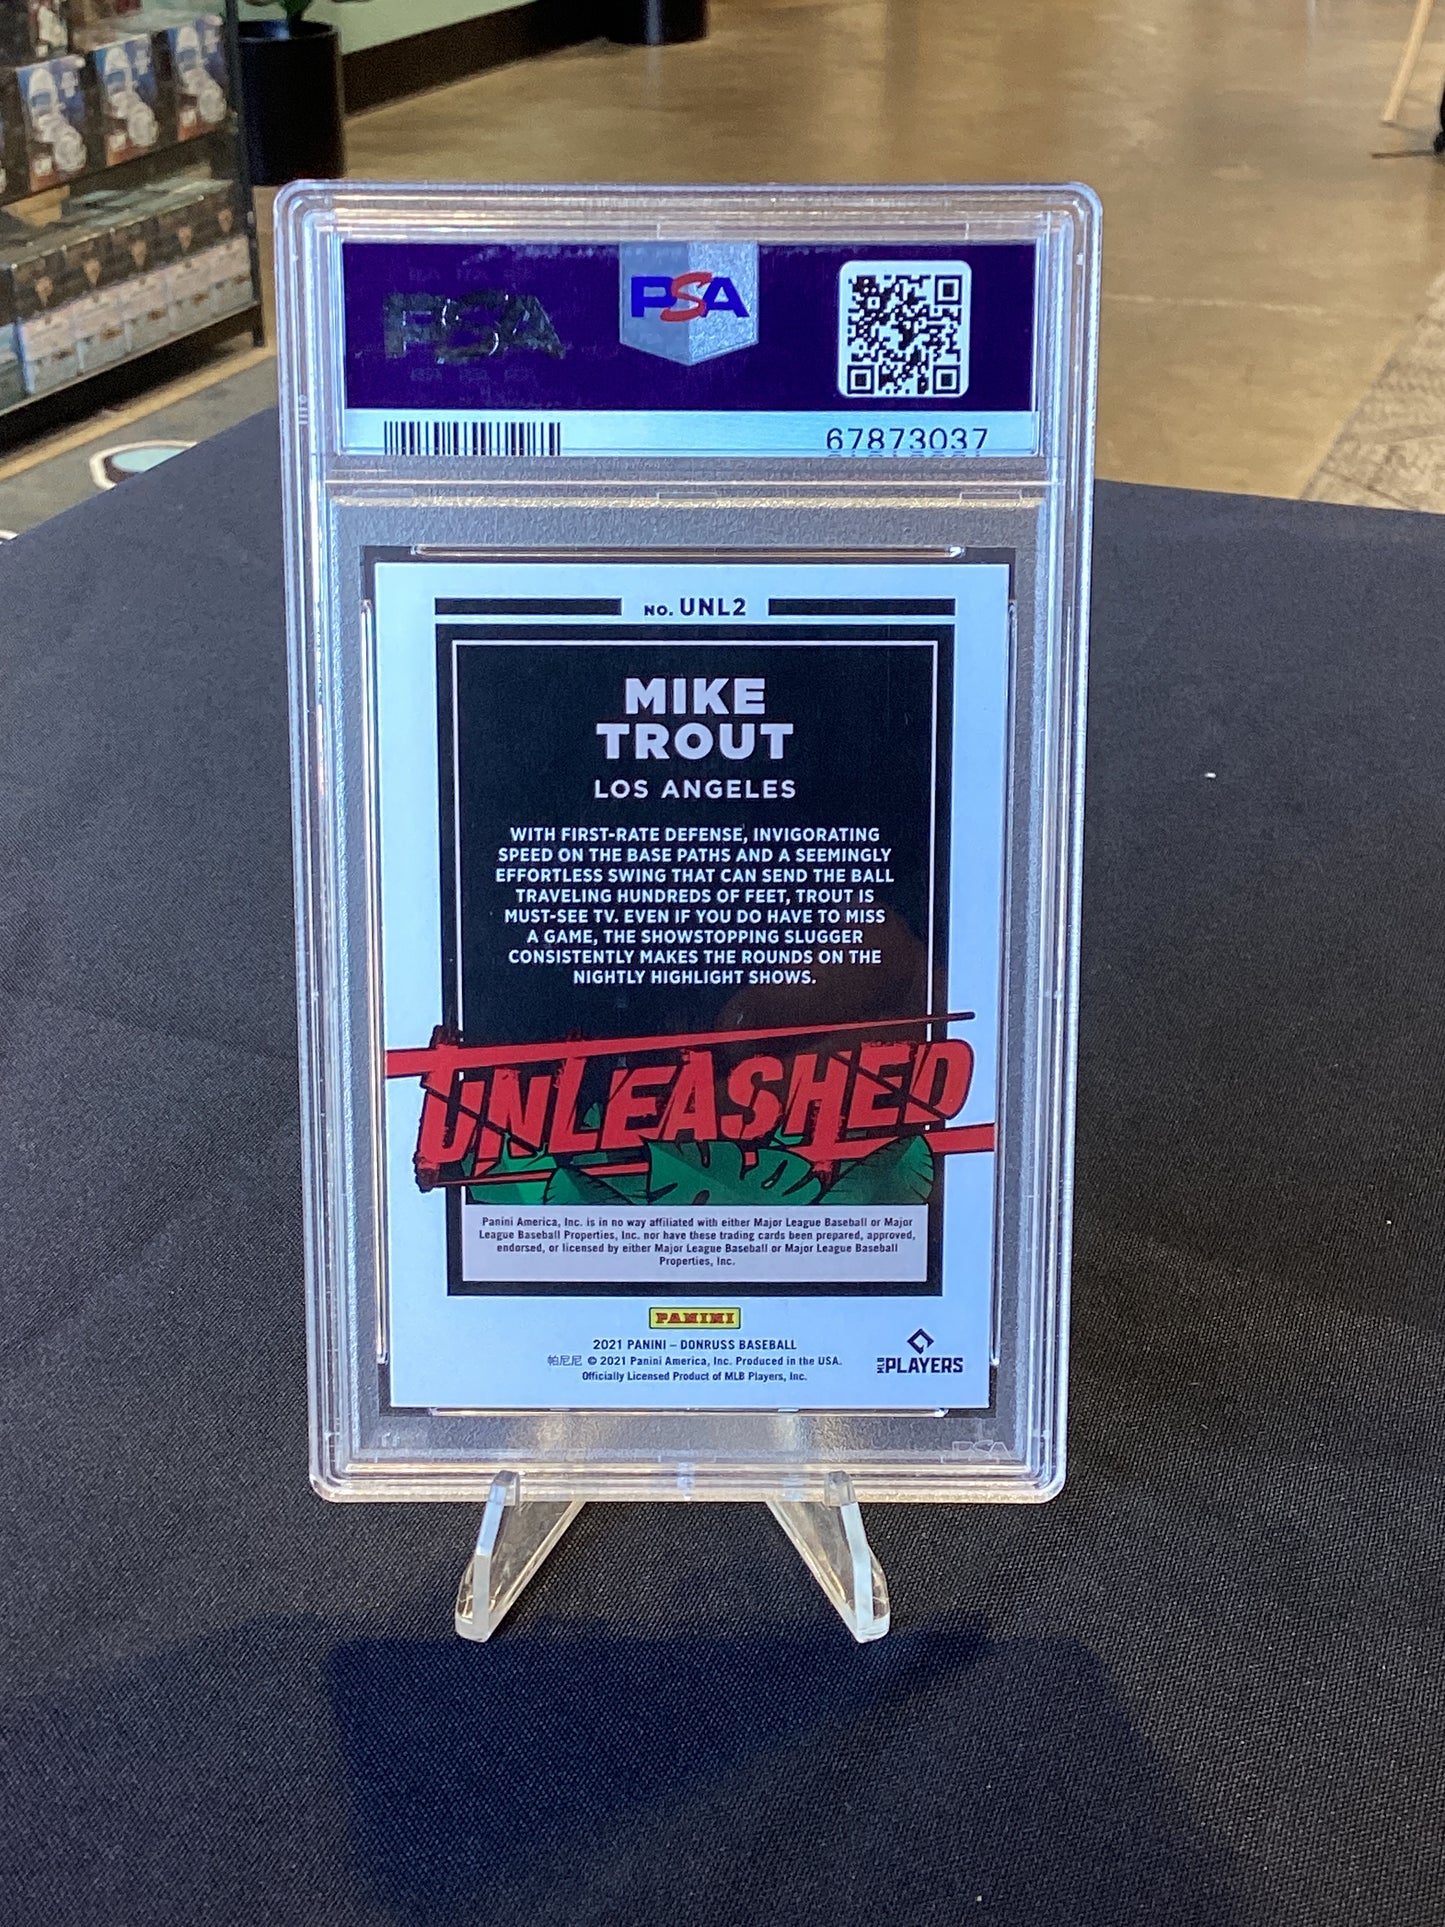 PSA
PSA
67873037
NO. UNL2
MIKE
TROUT
LOS ANGELES
WITH FIRST-RATE DEFENSE, INVIGORATING
SPEED ON THE BASE PATHS AND A SEEMINGLY
EFFORTLESS SWING THAT CAN SEND THE BALL
TRAVELING HUNDREDS OF FEET, TROUT IS
MUST-SEE TV. EVEN IF YOU DO HAVE TO MISS
A GAME, THE SHOWSTOPPING SLUGGER
CONSISTENTLY MAKES THE ROUNDS ON THE
NIGHTLY HIGHLIGHT SHOWS.
UNLEASHED
Panini America, Inc. is in no way affiliated with either Major League Baseball or Major
League Baseball Properties, Inc. nor have these trading cards been prepared, approved,
endorsed, or licensed by either Major League Baseball or Major League Baseball
Properties, Inc.
PANINI
2021 PANINI – DONRUSS BASEBALL
帕尼尼 © 2021 Panini America, Inc. Produced in the USA.
Officially Licensed Product of MLB Players, Inc.
MLB PLAYERS
PSA